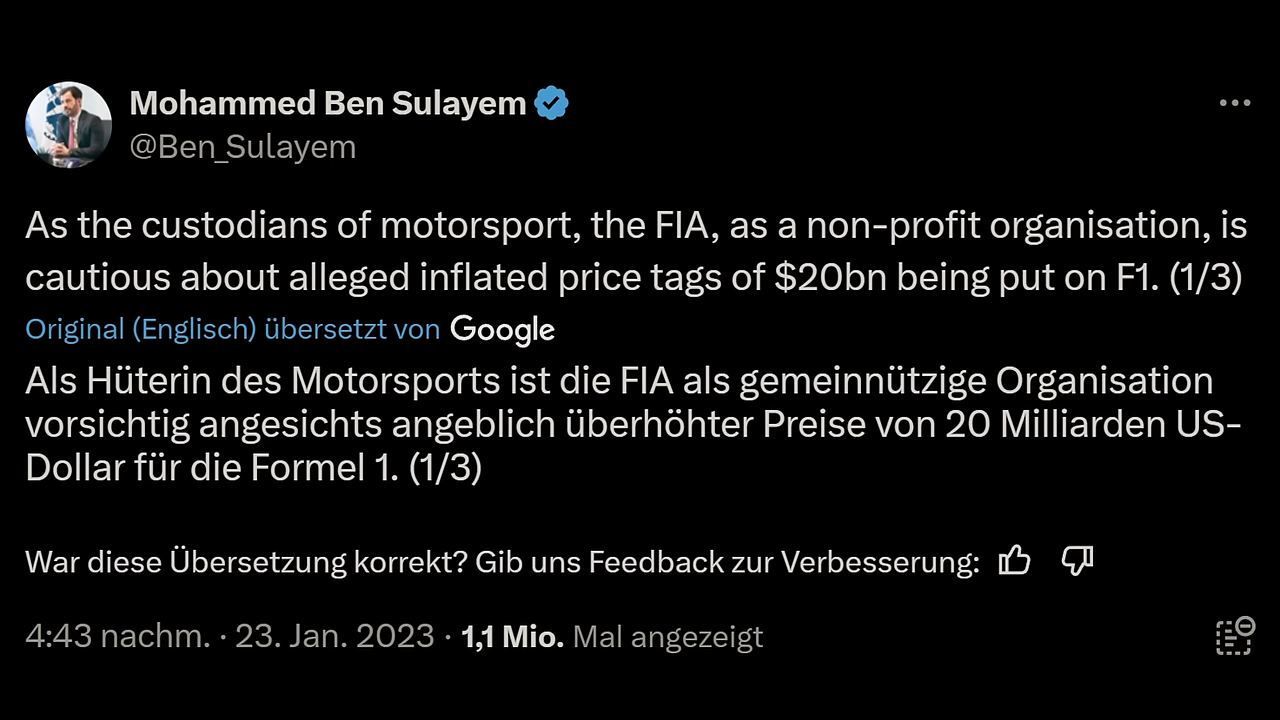 Mohammed Ben Sulayem
@Ben_Sulayem
As the custodians of motorsport, the FIA, as a non-profit organisation, is
cautious about alleged inflated price tags of $20bn being put on F1. (1/3)
Original (Englisch) übersetzt von Google
Als Hüterin des Motorsports ist die FIA als gemeinnützige Organisation
vorsichtig angesichts angeblich überhöhter Preise von 20 Milliarden US-
Dollar für die Formel 1. (1/3)
War diese Übersetzung korrekt? Gib uns Feedback zur Verbesserung:
4:43 nachm. · 23. Jan. 2023 · 1,1 Mio. Mal angezeigt